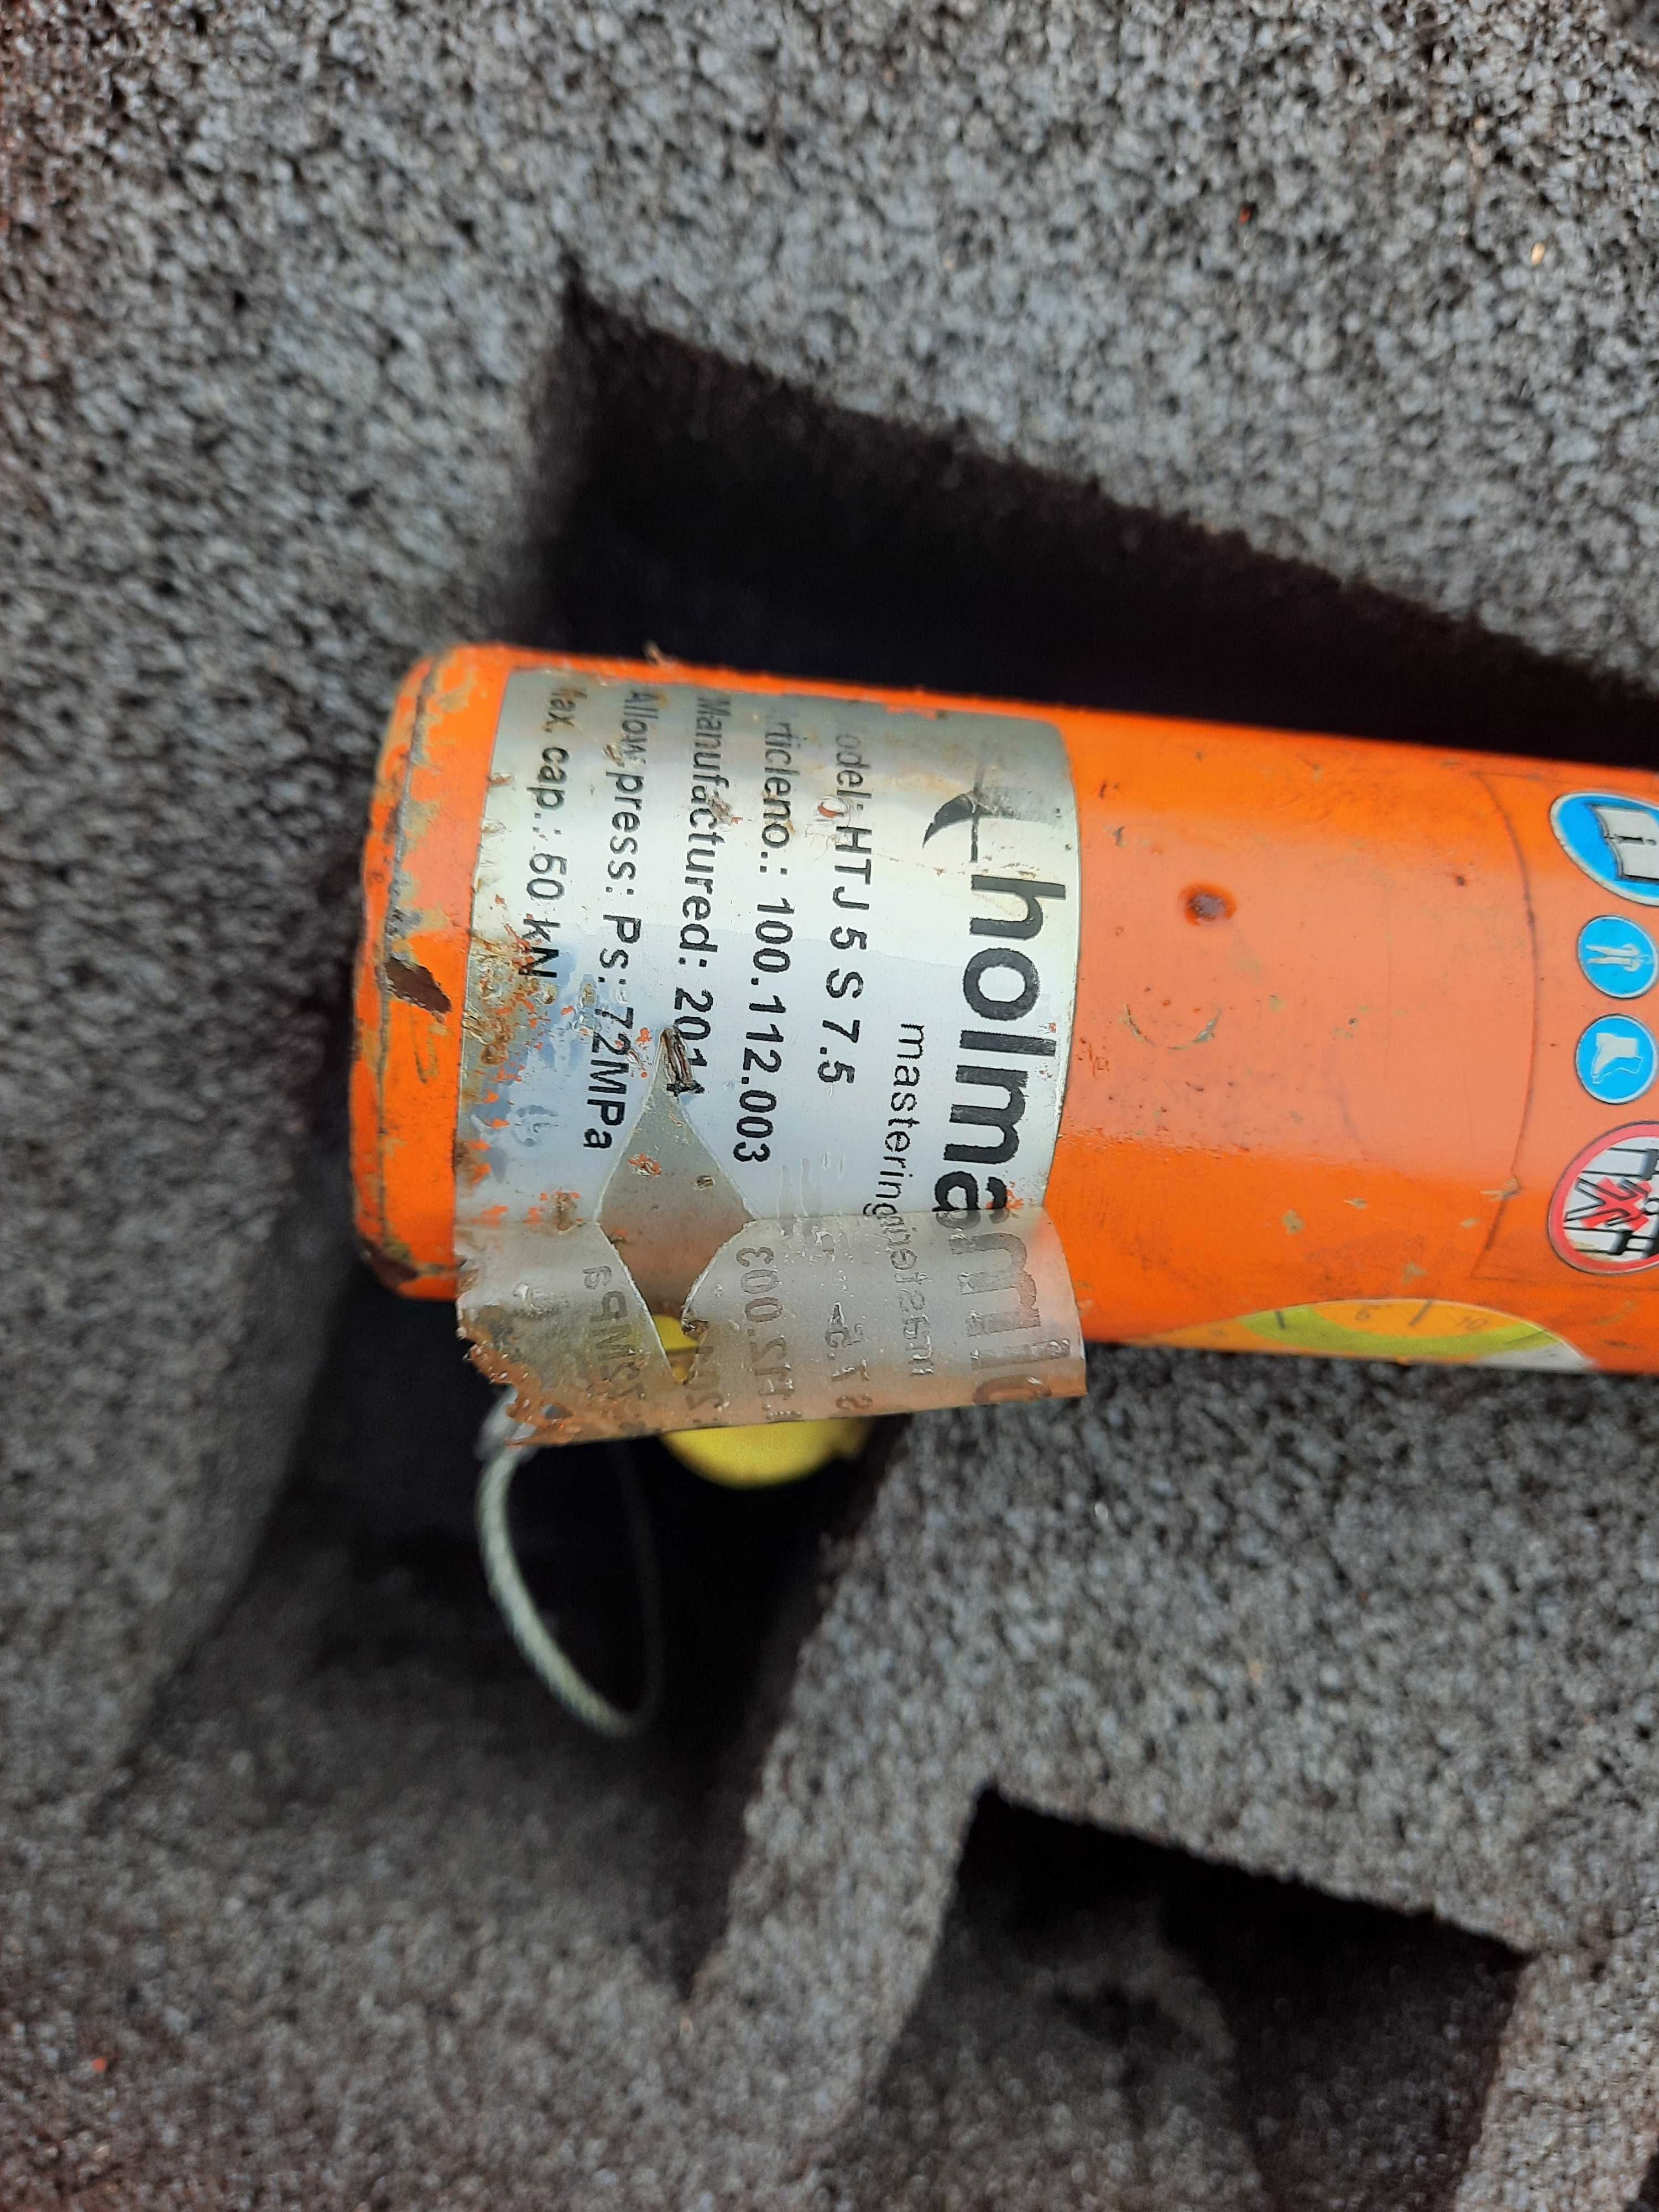 holma
mastering
odel: HTJ 5 S 7.5
rticleno.: 100.112.003
Manufactured: 2011
Allow press: Ps: 72MPa
ax. cap.: 50 kN